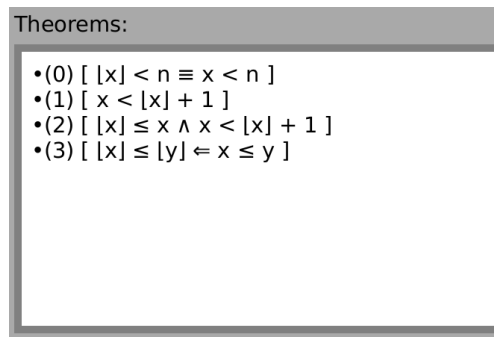 Theorems:
•(0) [ ⌊x⌋ < n ≡ x < n ]
•(1) [ x < ⌊x⌋ + 1 ]
•(2) [ ⌊x⌋ ≤ x ∧ x < ⌊x⌋ + 1 ]
•(3) [ ⌊x⌋ ≤ ⌊y⌋ ⇐ x ≤ y ]